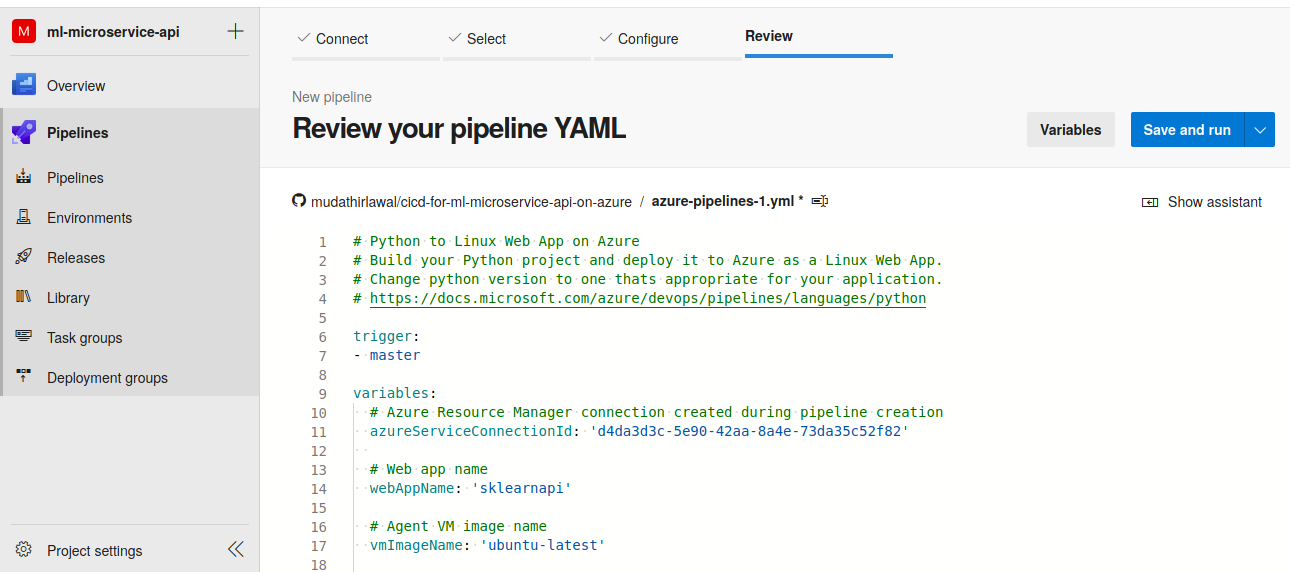 M ml-microservice-api
Overview
Pipelines
Pipelines
Environments
Releases
Library
Task groups
Deployment groups
Project settings
Connect
Select
Configure
Review
New pipeline
Review your pipeline YAML
Variables
Save and run
mudathirlawal/cicd-for-ml-microservice-api-on-azure / azure-pipelines-1.yml *
Show assistant
1 # Python to Linux Web App on Azure
2 # Build your Python project and deploy it to Azure as a Linux Web App.
3 # Change python version to one thats appropriate for your application.
4 # https://docs.microsoft.com/azure/devops/pipelines/languages/python
5
6 trigger:
7 - master
8
9 variables:
10   # Azure Resource Manager connection created during pipeline creation
11   azureServiceConnectionId: 'd4da3d3c-5e90-42aa-8a4e-73da35c52f82'
12
13   # Web app name
14   webAppName: 'sklearnapi'
15
16   # Agent VM image name
17   vmImageName: 'ubuntu-latest'
18